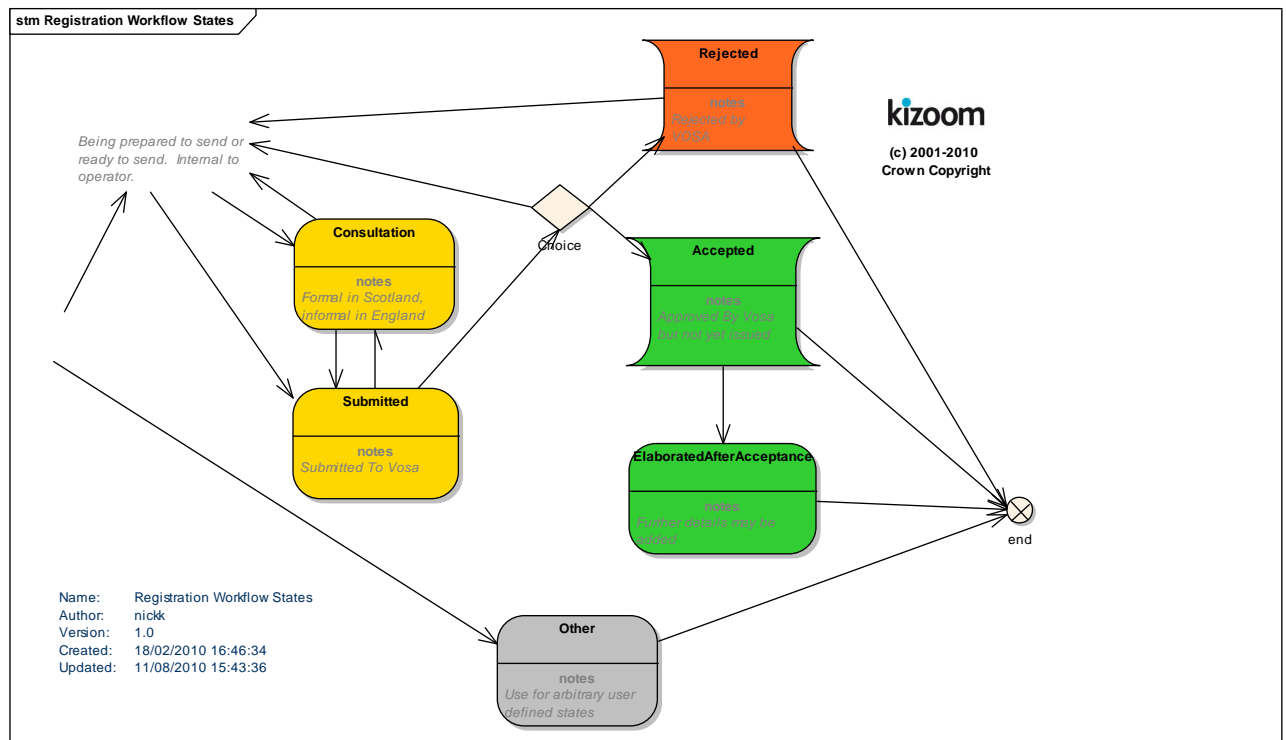 stm Registration Workflow States
Rejected
notes
Rejected by
VOSA
kizoom
(c) 2001-2010
Crown Copyright
Being prepared to send or
ready to send. Internal to
operator.
Choice
Consultation
notes
Formal in Scotland,
informal in England
Accepted
notes
Approved By Vosa
but not yet issued
Submitted
notes
Submitted To Vosa
ElaboratedAfterAcceptance
notes
Further details may be
added
end
Name: Registration Workflow States
Author: nickk
Version: 1.0
Created: 18/02/2010 16:46:34
Updated: 11/08/2010 15:43:36
Other
notes
Use for arbitrary user
defined states